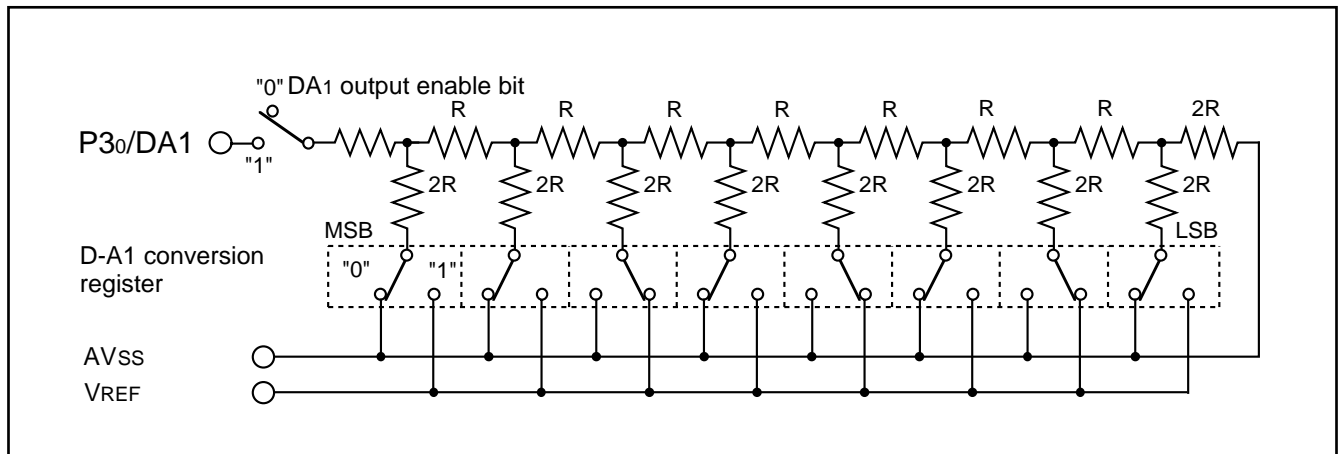 "0" DA1 output enable bit
R R R R R R R 2R
P30/DA1
"1"
2R 2R 2R 2R 2R 2R 2R 2R
MSB LSB
D-A1 conversion
register
"0" "1"
AVSS
VREF